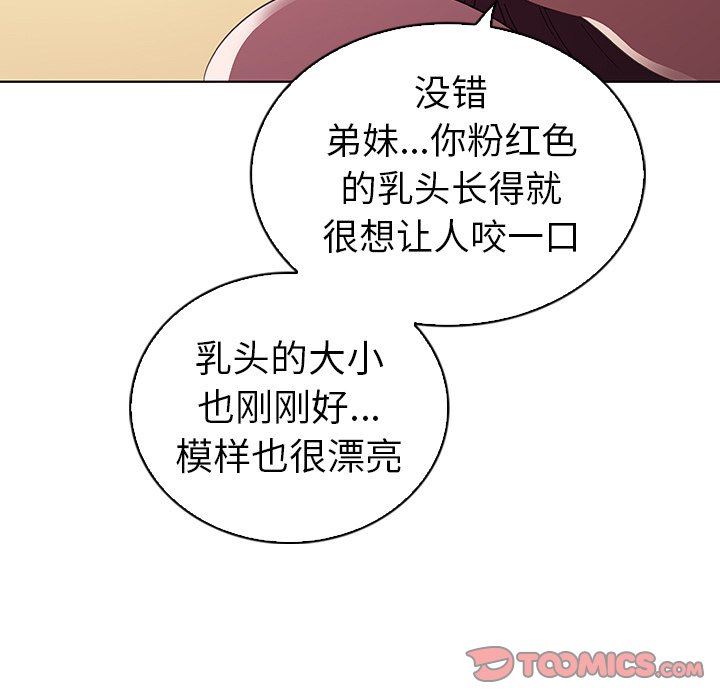 没错
弟妹...你粉红色
的乳头长得就
很想让人咬一口
乳头的大小
也刚刚好...
模样也很漂亮
TOOMICS.COM